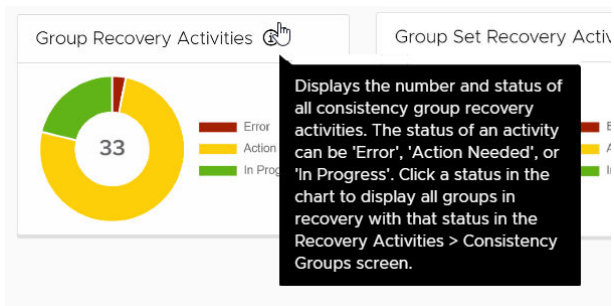 Group Recovery Activities
Group Set Recovery Activ
33
Error
Action
In Prog
Displays the number and status of
all consistency group recovery
activities. The status of an activity
can be 'Error', 'Action Needed', or
'In Progress'. Click a status in the
chart to display all groups in
recovery with that status in the
Recovery Activities > Consistency
Groups screen.
E
A
I